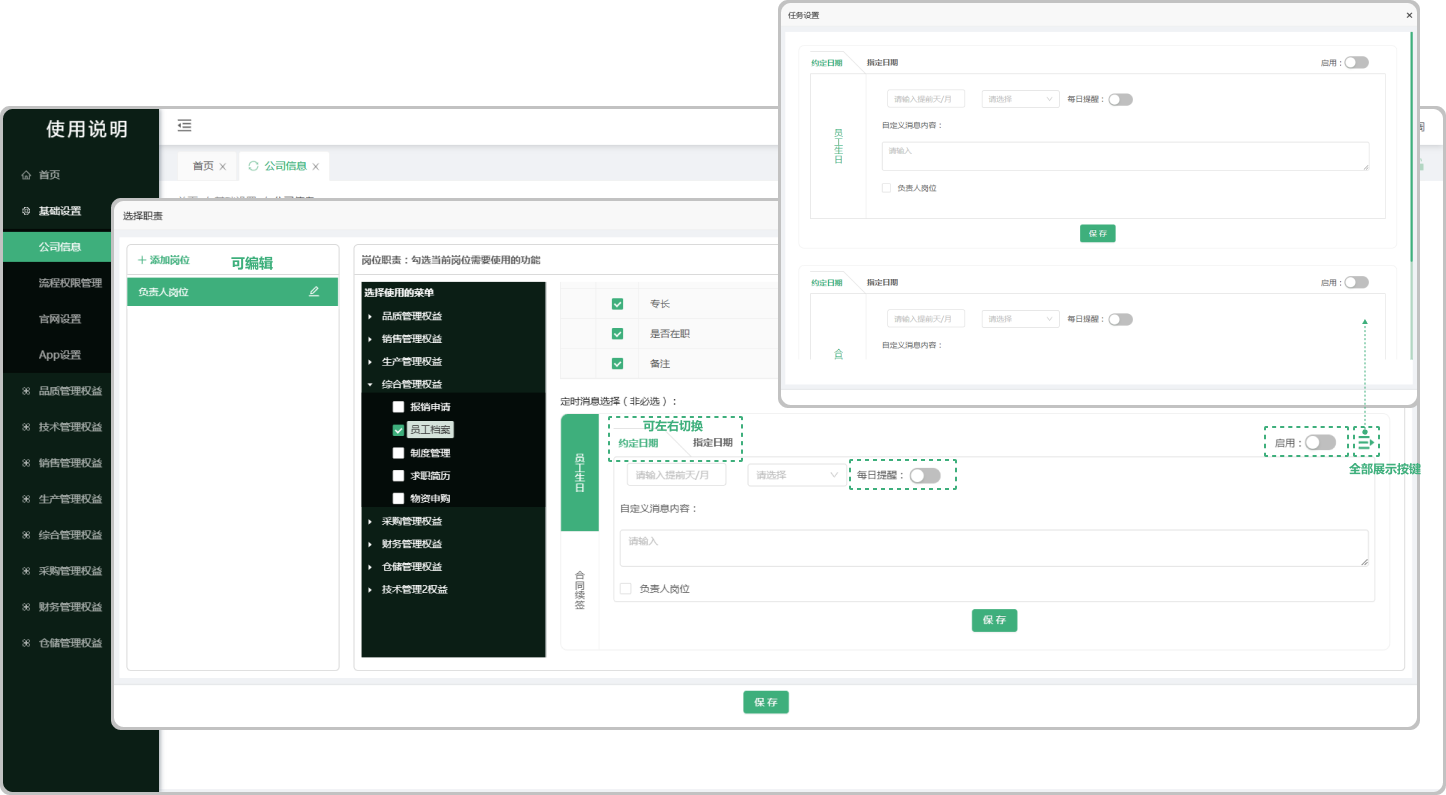 任务设置
约定日期
指定日期
启用：
请输入提前天/月
请选择
每日提醒：
员工生日
自定义消息内容：
请输入
负责人岗位
保存
约定日期
指定日期
启用：
请输入提前天/月
请选择
每日提醒：
自定义消息内容：
合
使用说明
首页
公司信息
首页
基础设置
公司信息
流程权限管理
官网设置
App设置
品质管理权益
技术管理权益
销售管理权益
生产管理权益
综合管理权益
采购管理权益
财务管理权益
仓储管理权益
选择职责
添加岗位
可编辑
负责人岗位
岗位职责：勾选当前岗位需要使用的功能
选择使用的菜单
品质管理权益
销售管理权益
生产管理权益
综合管理权益
报销申请
员工档案
制度管理
求职简历
物资申购
采购管理权益
财务管理权益
仓储管理权益
技术管理2权益
专长
是否在职
备注
定时消息选择（非必选）：
员工生日
合同续签
可左右切换
约定日期
指定日期
启用：
全部展示按键
请输入提前天/月
请选择
每日提醒：
自定义消息内容：
请输入
负责人岗位
保存
保存